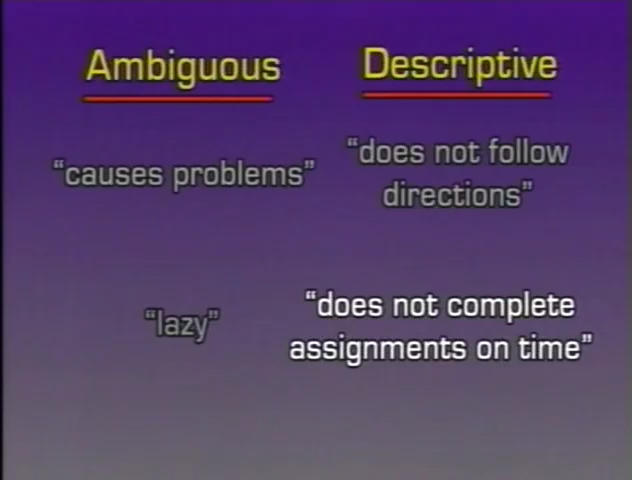 Ambiguous
Descriptive
“causes problems”
“does not follow
directions”
“lazy”
“does not complete
assignments on time”